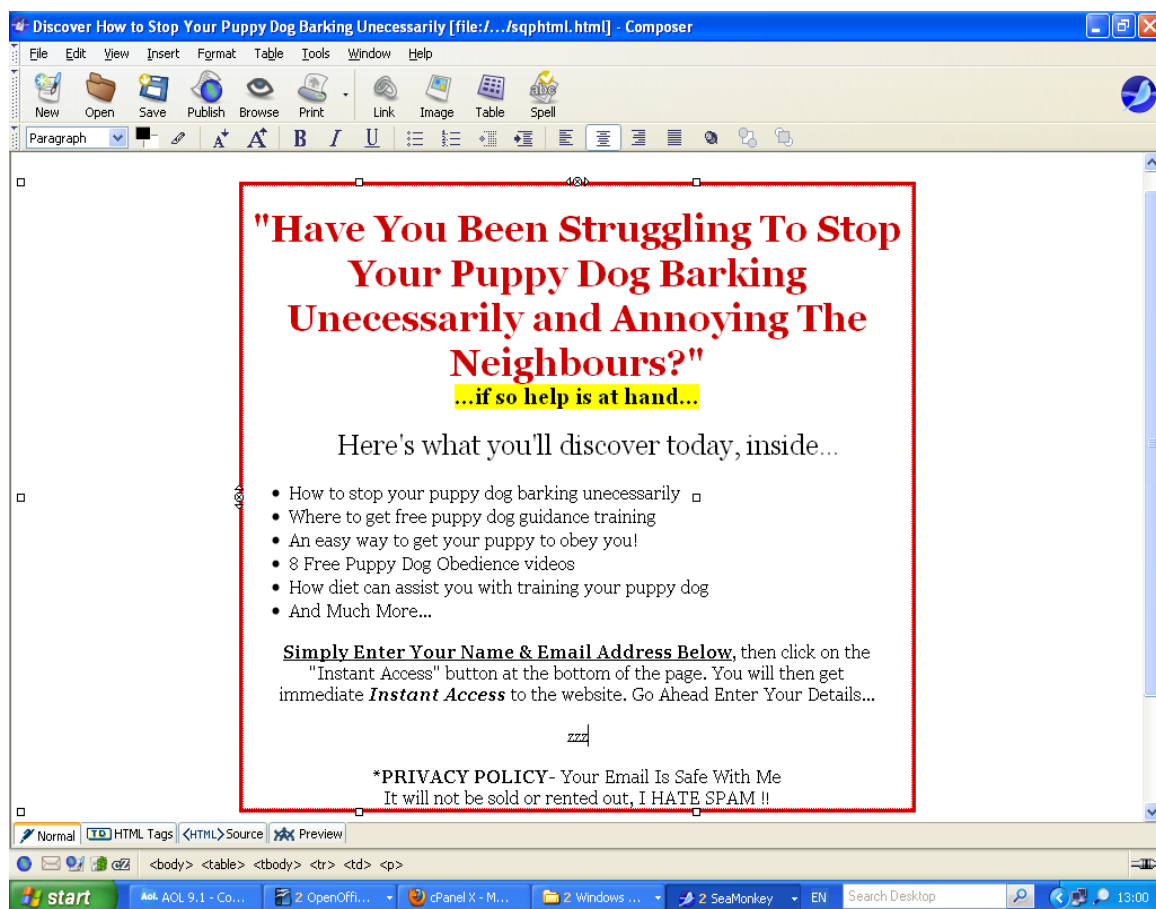 Discover How to Stop Your Puppy Dog Barking Unecessarily [file:/.../sqphtml.html] - Composer
File Edit View Insert Format Table Tools Window Help
New Open Save Publish Browse Print Link Image Table Spell
Paragraph
"Have You Been Struggling To Stop
Your Puppy Dog Barking
Unecessarily and Annoying The
Neighbours?"
...if so help is at hand...
Here's what you'll discover today, inside...
How to stop your puppy dog barking unecessarily
Where to get free puppy dog guidance training
An easy way to get your puppy to obey you!
8 Free Puppy Dog Obedience videos
How diet can assist you with training your puppy dog
And Much More...
Simply Enter Your Name & Email Address Below, then click on the
"Instant Access" button at the bottom of the page. You will then get
immediate Instant Access to the website. Go Ahead Enter Your Details...
zzz
*PRIVACY POLICY- Your Email Is Safe With Me
It will not be sold or rented out, I HATE SPAM !!
Normal TD HTML Tags <HTML> Source Preview
<body> <table> <tbody> <tr> <td> <p>
start AOL 9.1 - Co... 2 OpenOffi... cPanel X - M... 2 Windows ... 2 SeaMonkey EN Search Desktop 13:00